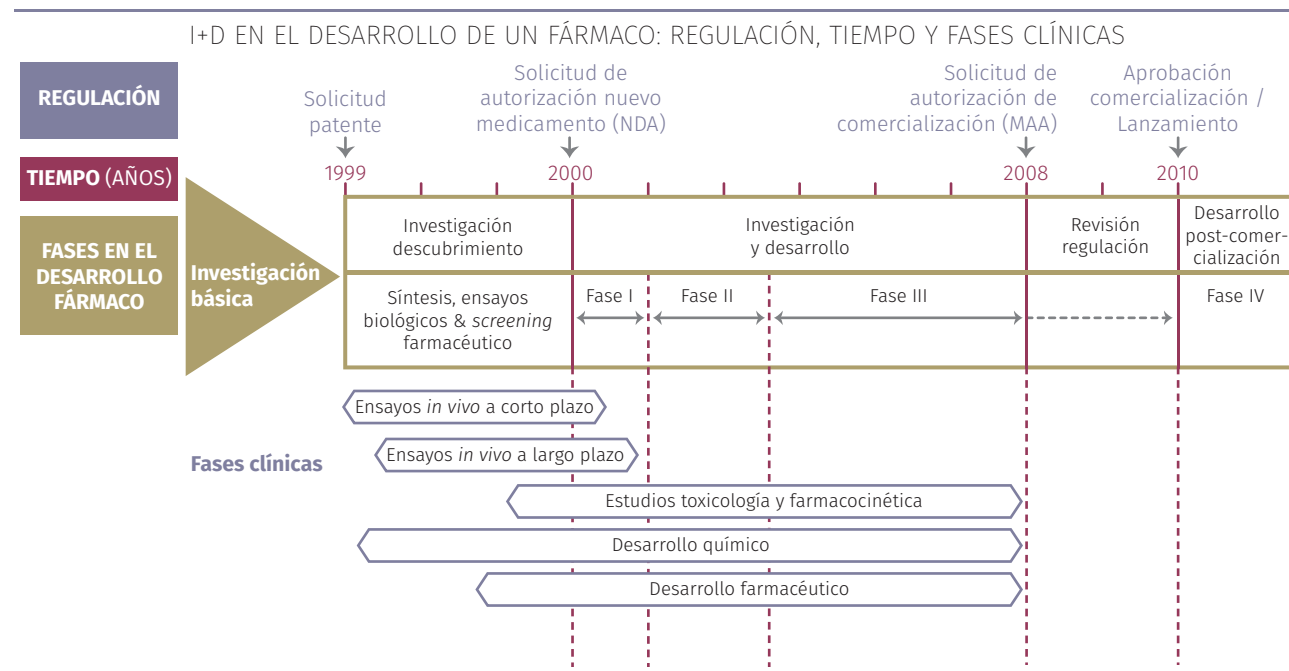 I+D EN EL DESARROLLO DE UN FÁRMACO: REGULACIÓN, TIEMPO Y FASES CLÍNICAS
REGULACIÓN
Solicitud
patente
Solicitud de
autorización nuevo
medicamento (NDA)
Solicitud de
autorización de
comercialización (MAA)
Aprobación
comercialización /
Lanzamiento
TIEMPO (AÑOS)
1999
2000
2008
2010
FASES EN EL
DESARROLLO
FÁRMACO
Investigación
básica
Investigación
descubrimiento
Investigación
y desarrollo
Revisión
regulación
Desarrollo
post-comer-
cialización
Síntesis, ensayos
biológicos & screening
farmacéutico
Fase I
Fase II
Fase III
Fase IV
Fases clínicas
Ensayos in vivo a corto plazo
Ensayos in vivo a largo plazo
Estudios toxicología y farmacocinética
Desarrollo químico
Desarrollo farmacéutico